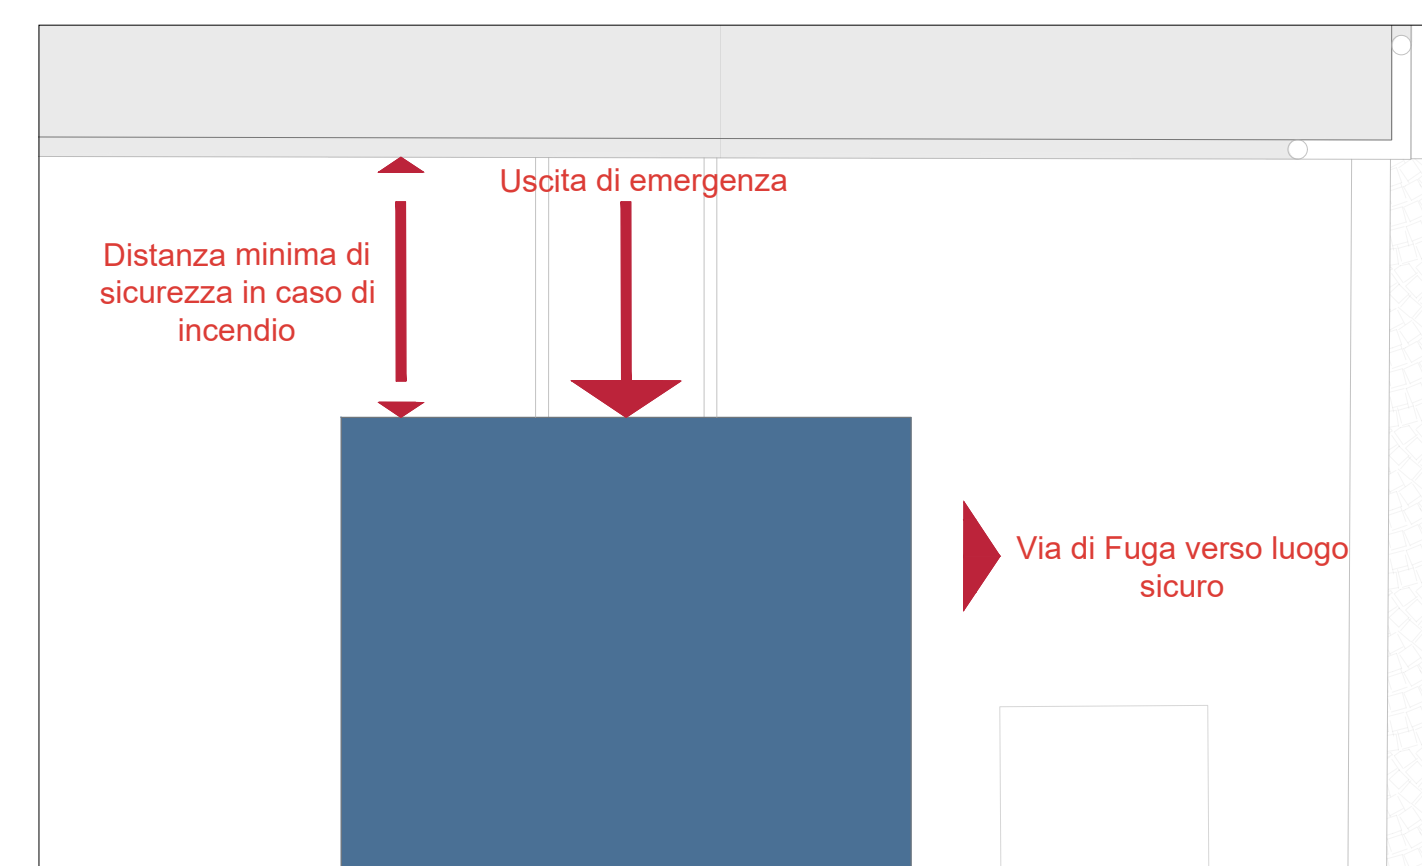 Uscita di emergenza
Distanza minima di
sicurezza in caso di
incendio
Via di Fuga verso luogo
sicuro